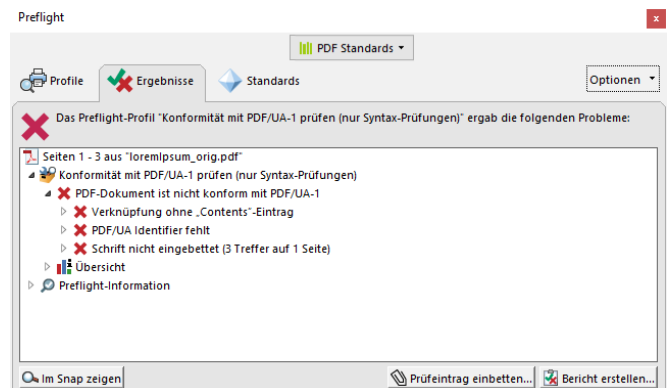 Preflight
PDF Standards
Profile
Ergebnisse
Standards
Optionen
Das Preflight-Profil "Konformität mit PDF/UA-1 prüfen (nur Syntax-Prüfungen)" ergab die folgenden Probleme:
Seiten 1 - 3 aus "loremIpsum_orig.pdf"
Konformität mit PDF/UA-1 prüfen (nur Syntax-Prüfungen)
PDF-Dokument ist nicht konform mit PDF/UA-1
Verknüpfung ohne „Contents“-Eintrag
PDF/UA Identifier fehlt
Schrift nicht eingebettet (3 Treffer auf 1 Seite)
Übersicht
Preflight-Information
Im Snap zeigen
Prüfeintrag einbetten...
Bericht erstellen...